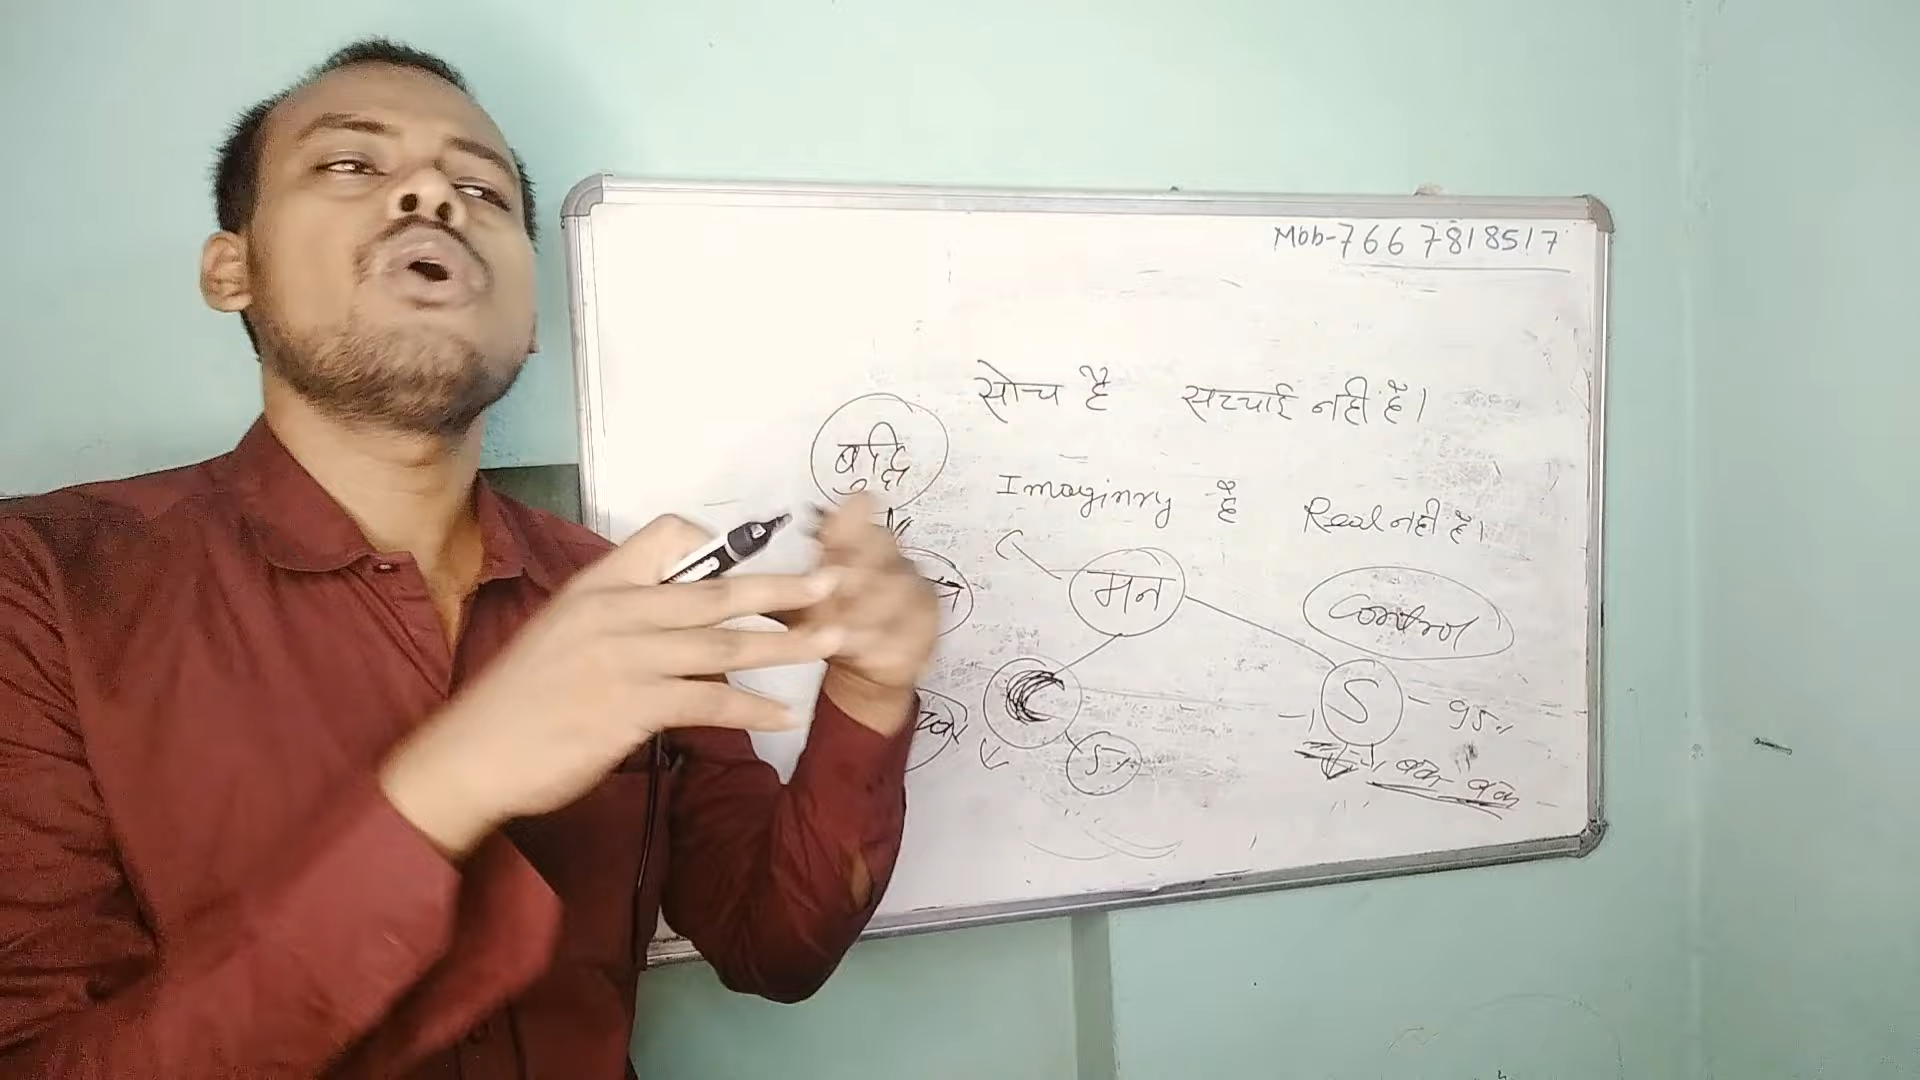 Mob-7667818517
सोच है सच्चाई नही है।
बुद्धि
Imaginry है Real नही है।
मन
Control
C
S - 95%
5%
बक बक